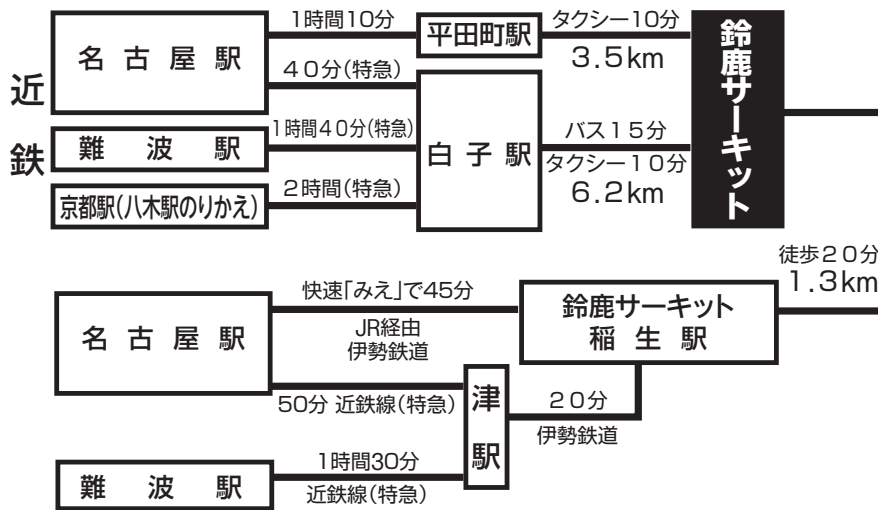 近鉄
名古屋駅
1時間10分
平田町駅
タクシー10分
3.5km
鈴鹿サーキット
40分(特急)
難波駅
1時間40分(特急)
白子駅
バス15分
タクシー10分
6.2km
京都駅(八木駅のりかえ)
2時間(特急)
徒歩20分
1.3km
名古屋駅
快速「みえ」で45分
JR経由
伊勢鉄道
鈴鹿サーキット
稲生駅
50分 近鉄線(特急)
津駅
20分
伊勢鉄道
難波駅
1時間30分
近鉄線(特急)